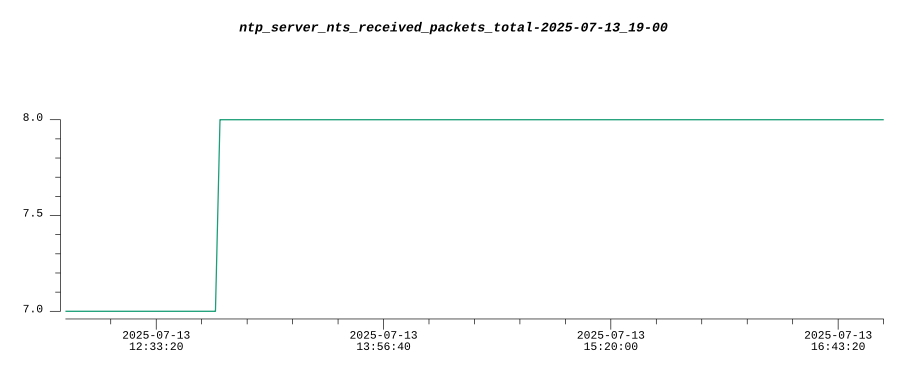 ntp_server_nts_received_packets_total-2025-07-13_19-00
8.0
7.5
7.0
2025-07-13 2025-07-13 2025-07-13 2025-07-13
12:33:20 13:56:40 15:20:00 16:43:20